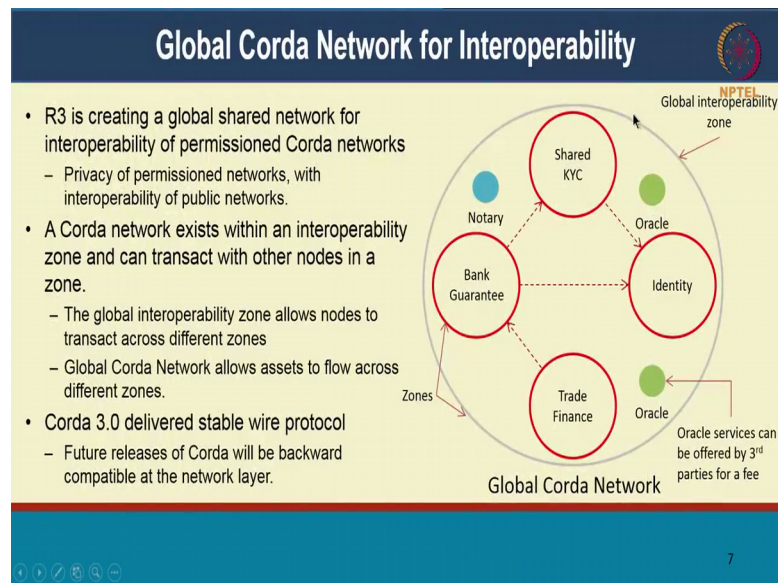 Global Corda Network for Interoperability
NPTEL
• R3 is creating a global shared network for
interoperability of permissioned Corda networks
– Privacy of permissioned networks, with
interoperability of public networks.
• A Corda network exists within an interoperability
zone and can transact with other nodes in a
zone.
– The global interoperability zone allows nodes to
transact across different zones
– Global Corda Network allows assets to flow across
different zones.
• Corda 3.0 delivered stable wire protocol
– Future releases of Corda will be backward
compatible at the network layer.
Global interoperability
zone
Shared
KYC
Notary
Oracle
Bank
Guarantee
Identity
Zones
Trade
Finance
Oracle
Oracle services can
be offered by 3rd
parties for a fee
Global Corda Network
7